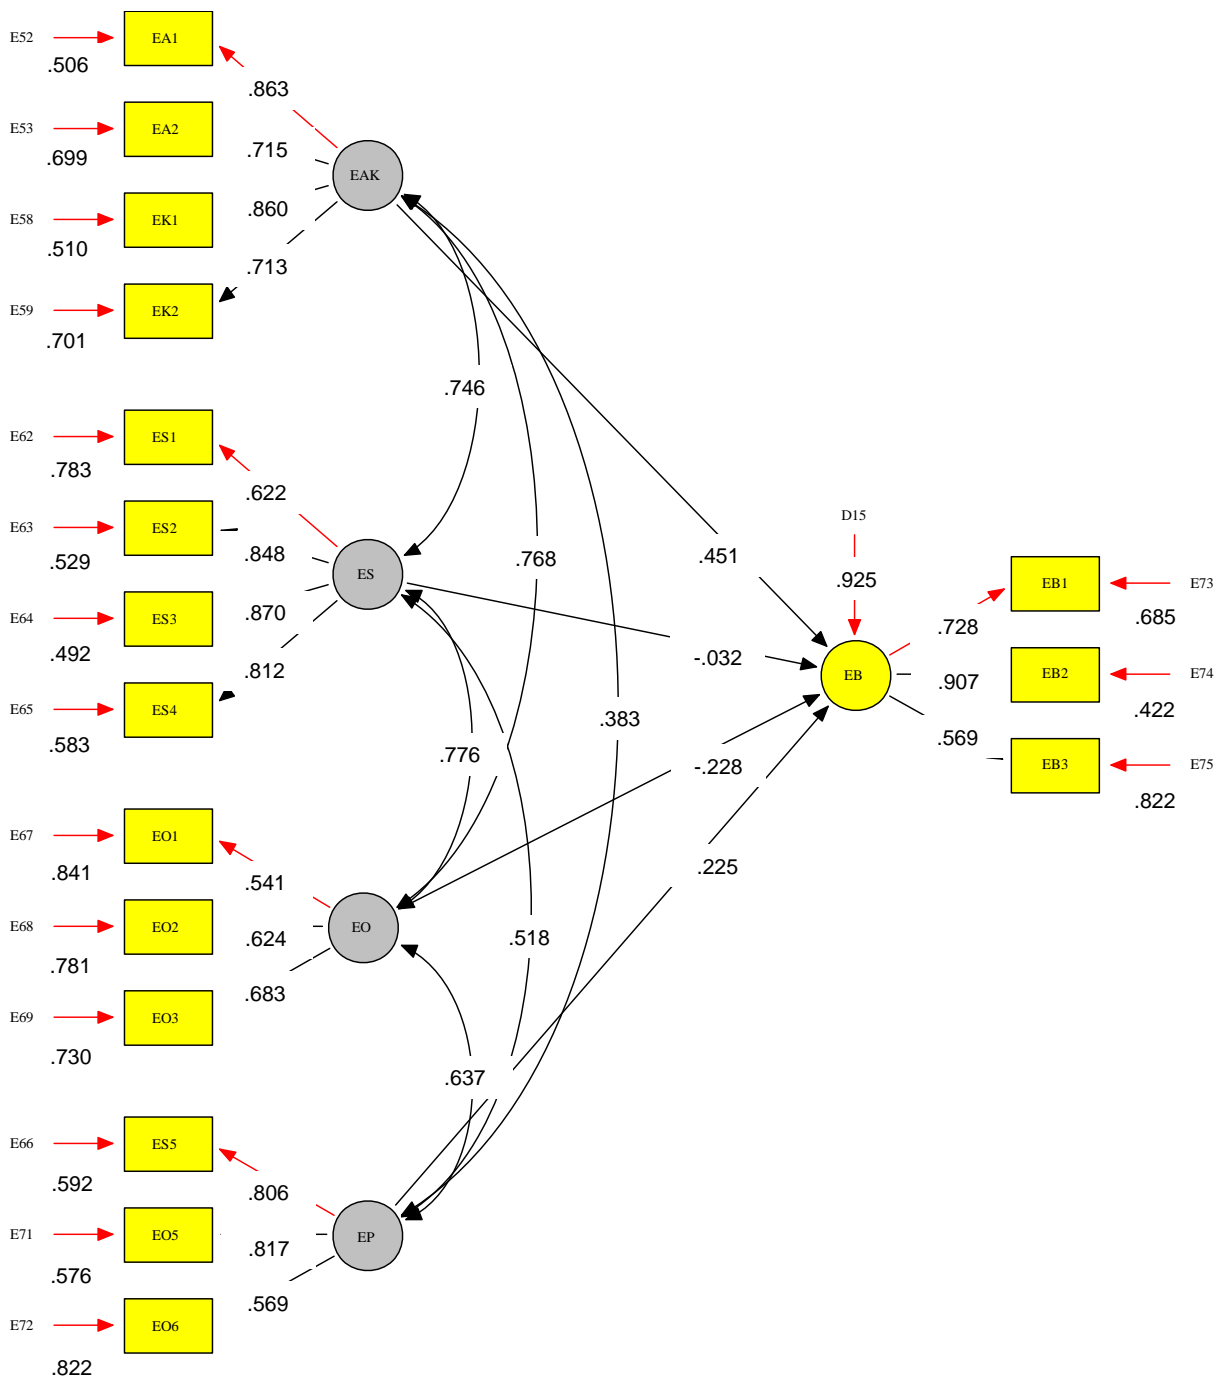 E52
EA1
.506
.863
E53
EA2
.699
.715
EAK
E58
EK1
.510
.860
E59
EK2
.701
.713
.746
E62
ES1
.783
.622
E63
ES2
.529
.848
ES
E64
ES3
.492
.870
E65
ES4
.583
.812
.768
.451
D15
.925
-.032
EB
.728
EB1
E73
.685
.907
EB2
E74
.422
.569
EB3
E75
.822
.383
.776
-.228
.225
E67
EO1
.841
.541
E68
EO2
.781
.624
EO
E69
EO3
.730
.683
.518
.637
E66
ES5
.592
.806
E71
EO5
.576
.817
EP
E72
EO6
.822
.569